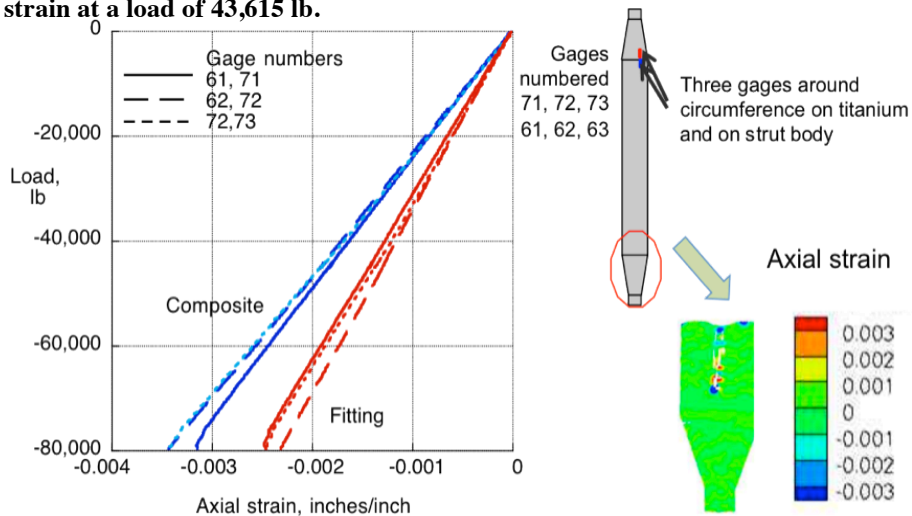 strain at a load of 43,615 lb.
0
Gage numbers
61, 71
62, 72
72,73
-20,000
Load,
lb
-40,000
Composite
-60,000
Fitting
-80,000
-0.004
-0.003
-0.002
-0.001
0
Axial strain, inches/inch
Gages
numbered
71, 72, 73
61, 62, 63
Three gages around
circumference on titanium
and on strut body
Axial strain
0.003
0.002
0.001
0
-0.001
-0.002
-0.003